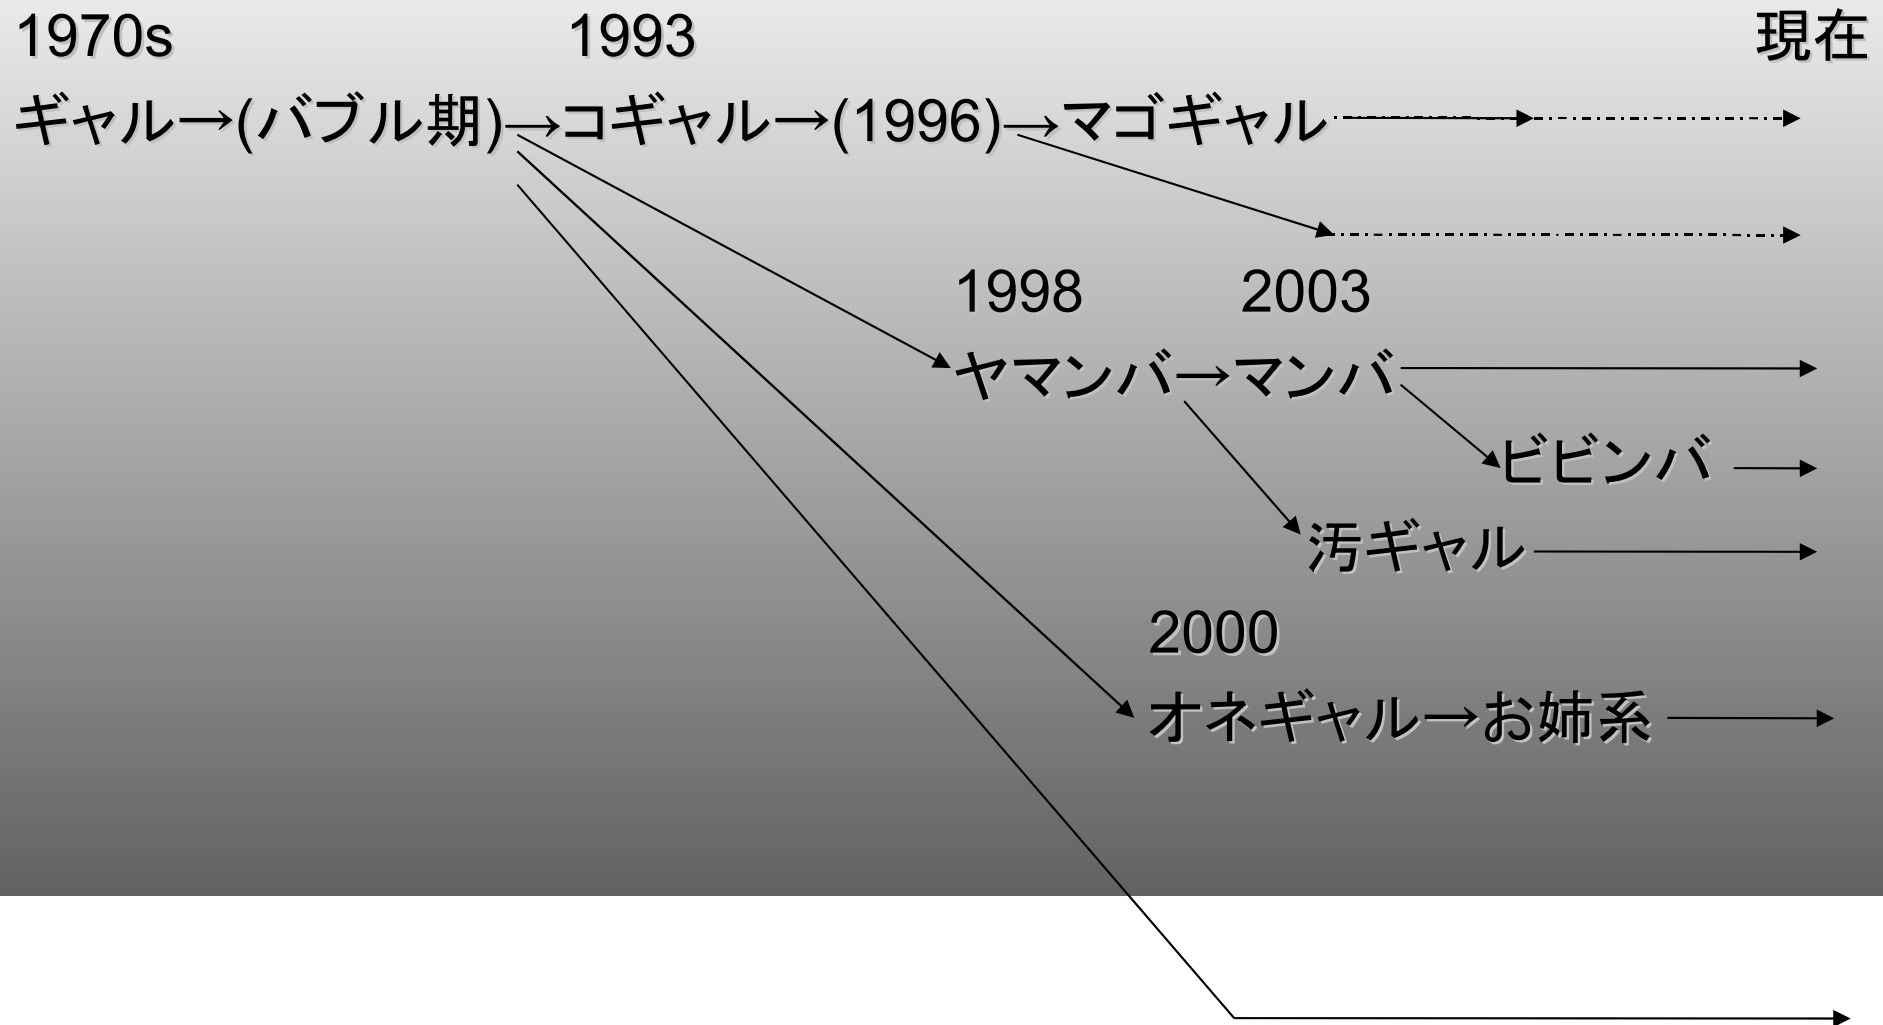 1970s 1993 現在
ギャル→(バブル期)→コギャル→(1996)→マゴギャル
1998 2003
ヤマンバ→マンバ
ビビンバ
汚ギャル
2000
オネギャル→お姉系